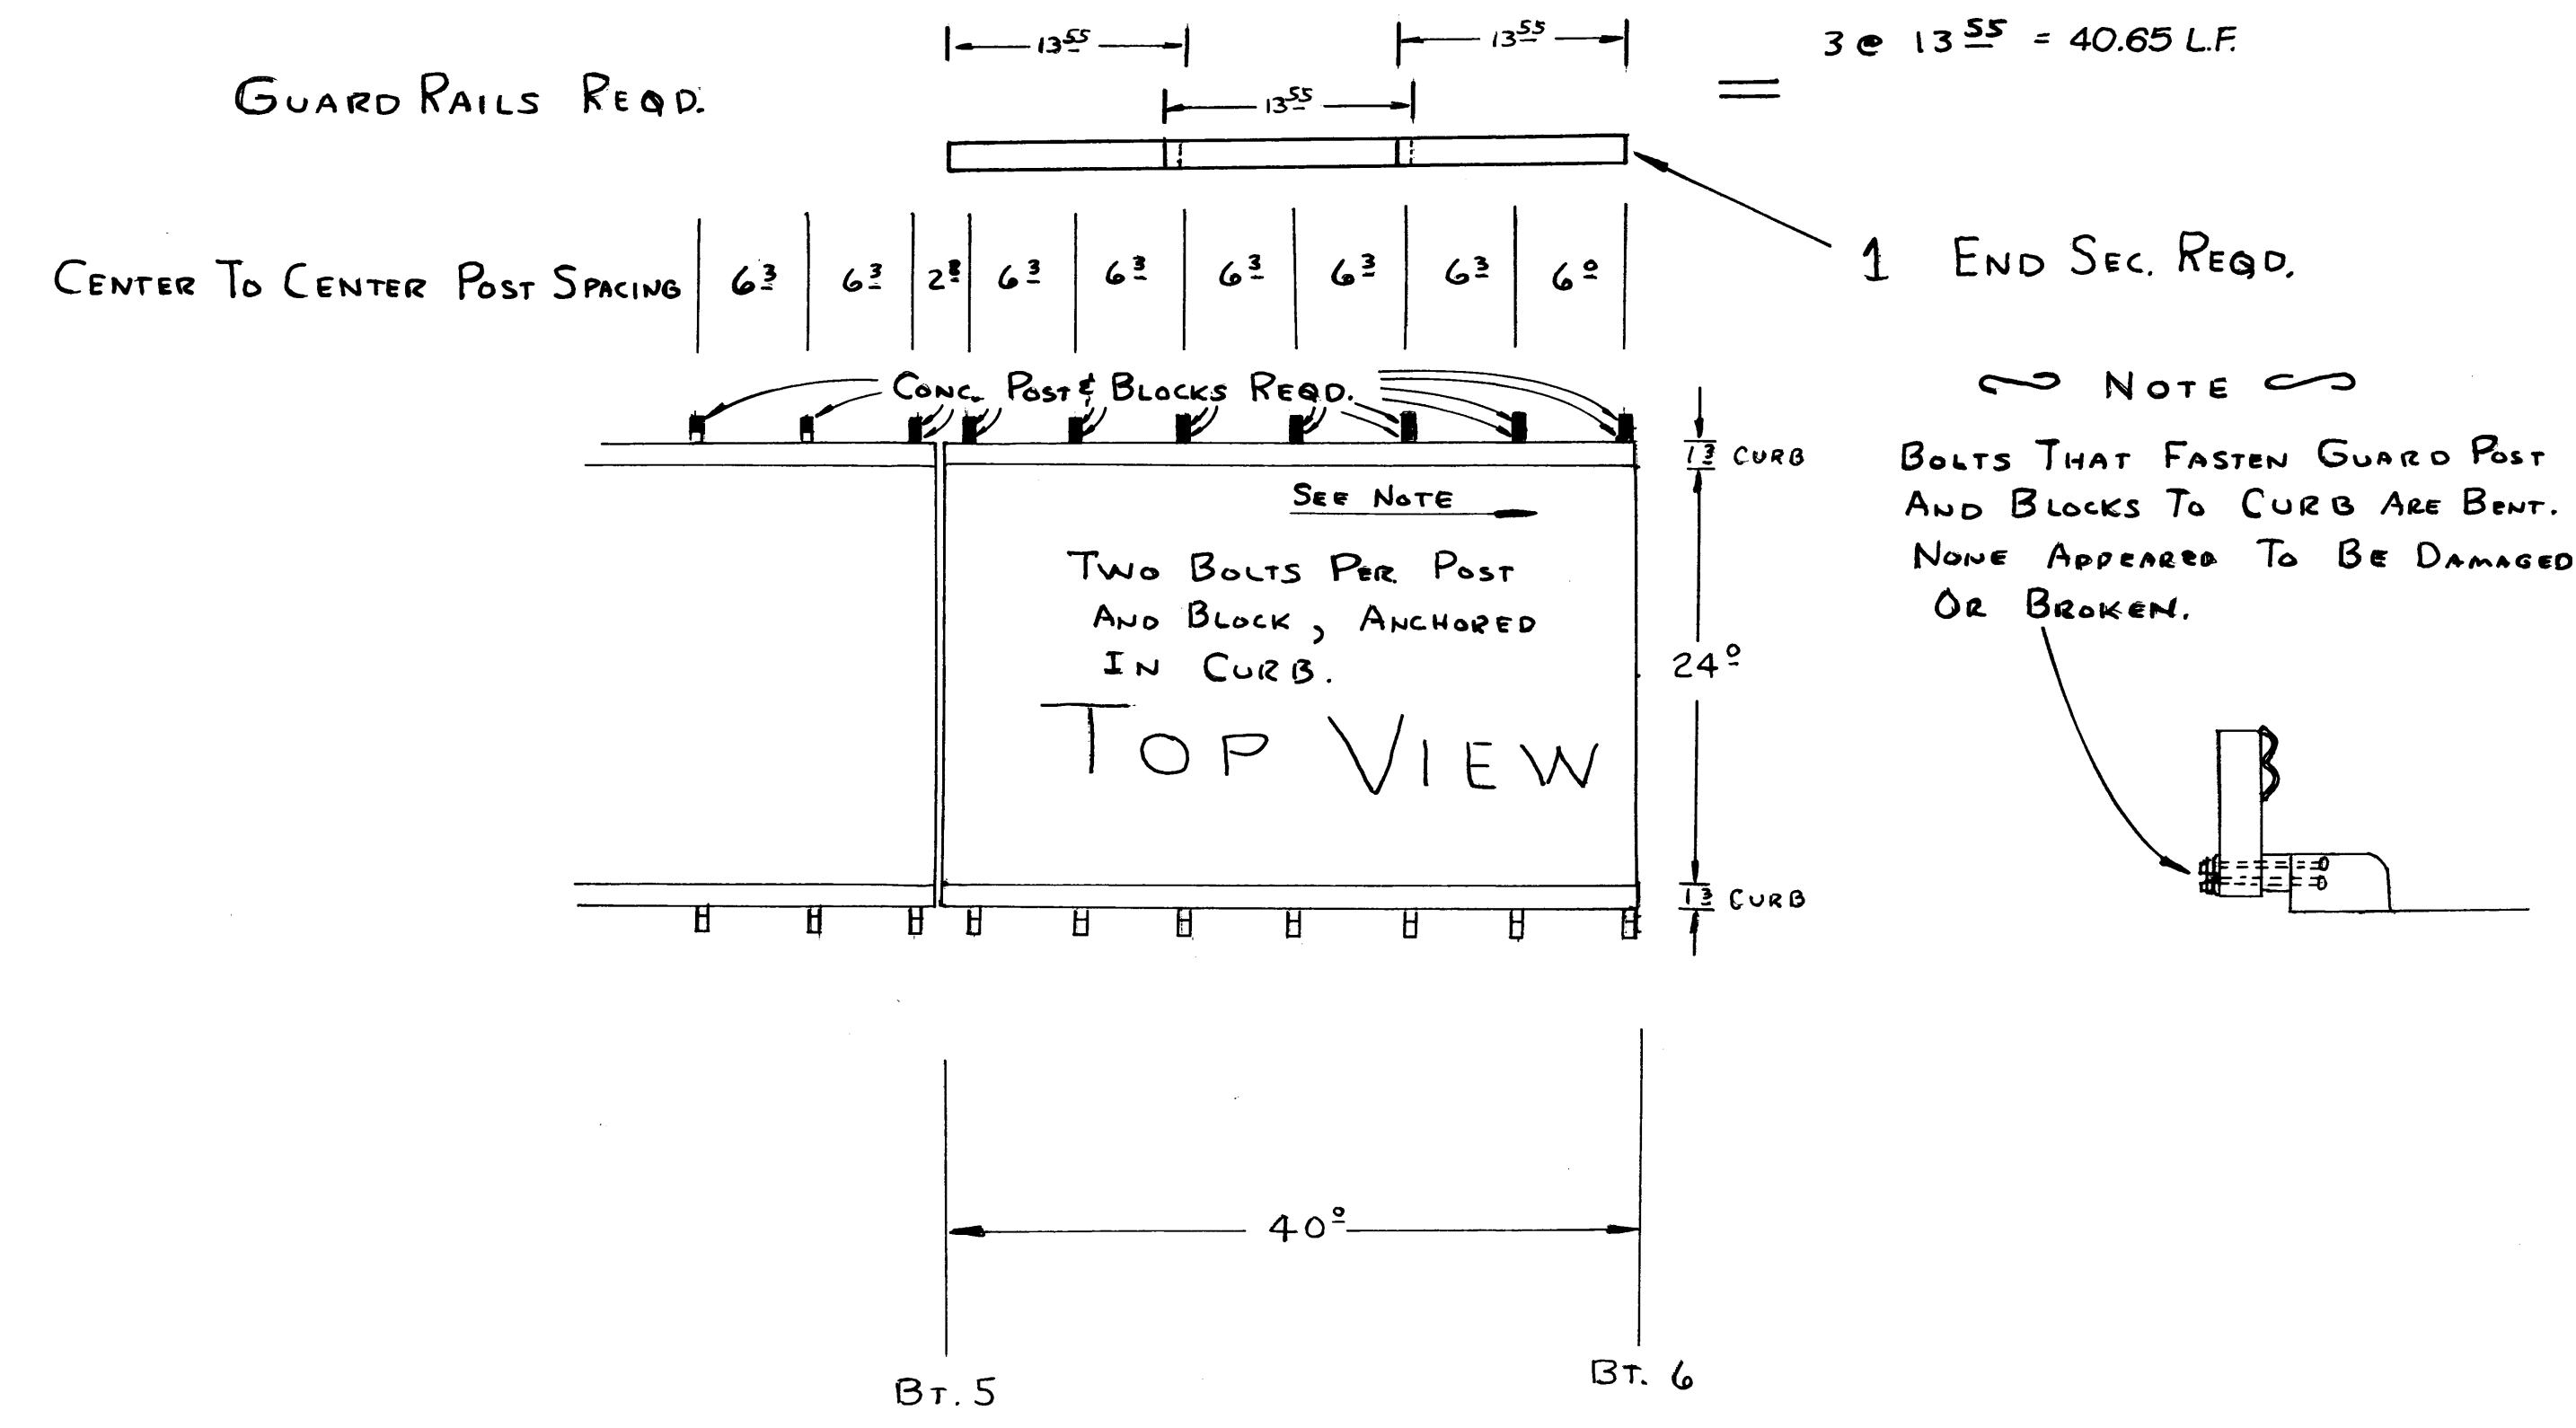 13 55
13 55
3 @ 13 55 = 40.65 L.F.
GUARD RAILS REQD.
13 55
=
CENTER TO CENTER POST SPACING 6 3 6 3 2 8 6 3 6 3 6 3 6 3 6 3 6 0
1 END SEC. REQD.
CONC. POST & BLOCKS REQD.
NOTE
BOLTS THAT FASTEN GUARD POST
AND BLOCKS TO CURB ARE BENT.
NONE APPEARED TO BE DAMAGED
OR BROKEN.
1 3 CURB
SEE NOTE
TWO BOLTS PER. POST
AND BLOCK, ANCHORED
IN CURB.
24 0
TOP VIEW
1 3 CURB
40 0
BT. 5
BT. 6